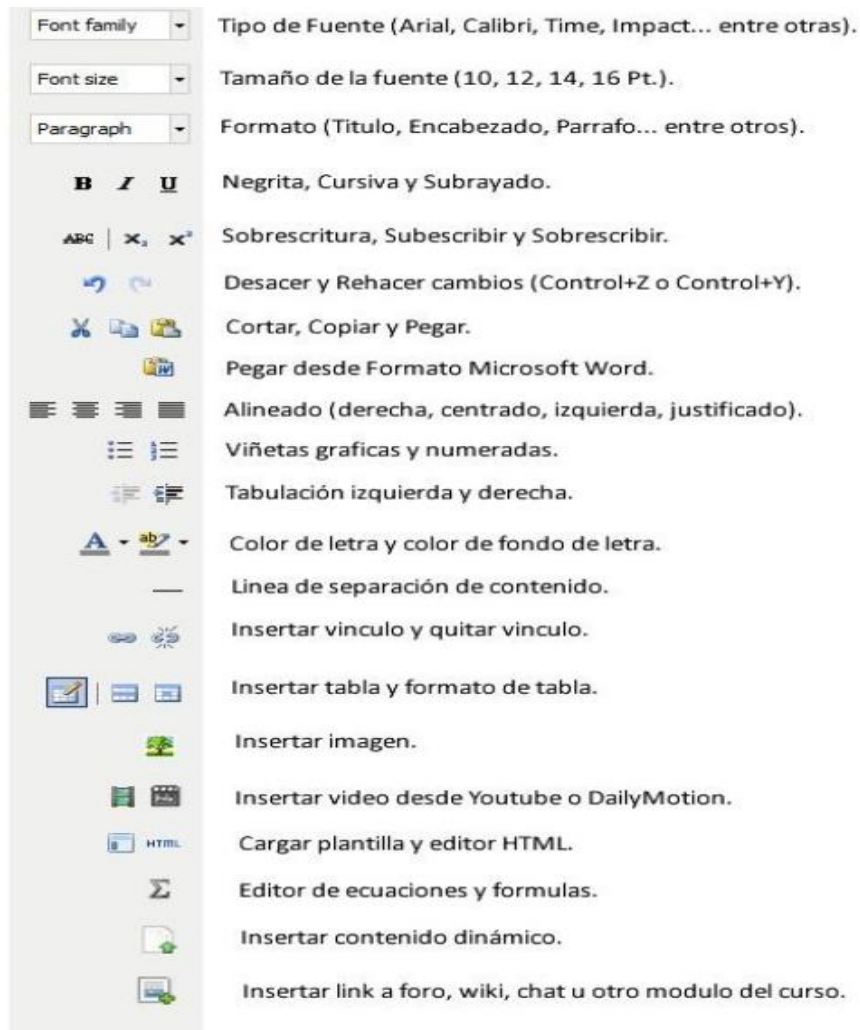 Font family Tipo de Fuente (Arial, Calibri, Time, Impact... entre otras).
Font size Tamaño de la fuente (10, 12, 14, 16 Pt.).
Paragraph Formato (Titulo, Encabezado, Parrafo... entre otros).
B I U Negrita, Cursiva y Subrayado.
ABC x₂ x² Sobrescritura, Subescribir y Sobrescribir.
Desacer y Rehacer cambios (Control+Z o Control+Y).
Cortar, Copiar y Pegar.
Pegar desde Formato Microsoft Word.
Alineado (derecha, centrado, izquierda, justificado).
Viñetas graficas y numeradas.
Tabulación izquierda y derecha.
A ab Color de letra y color de fondo de letra.
Linea de separación de contenido.
Insertar vinculo y quitar vinculo.
Insertar tabla y formato de tabla.
Insertar imagen.
Insertar video desde Youtube o DailyMotion.
HTML Cargar plantilla y editor HTML.
Σ Editor de ecuaciones y formulas.
Insertar contenido dinámico.
Insertar link a foro, wiki, chat u otro modulo del curso.